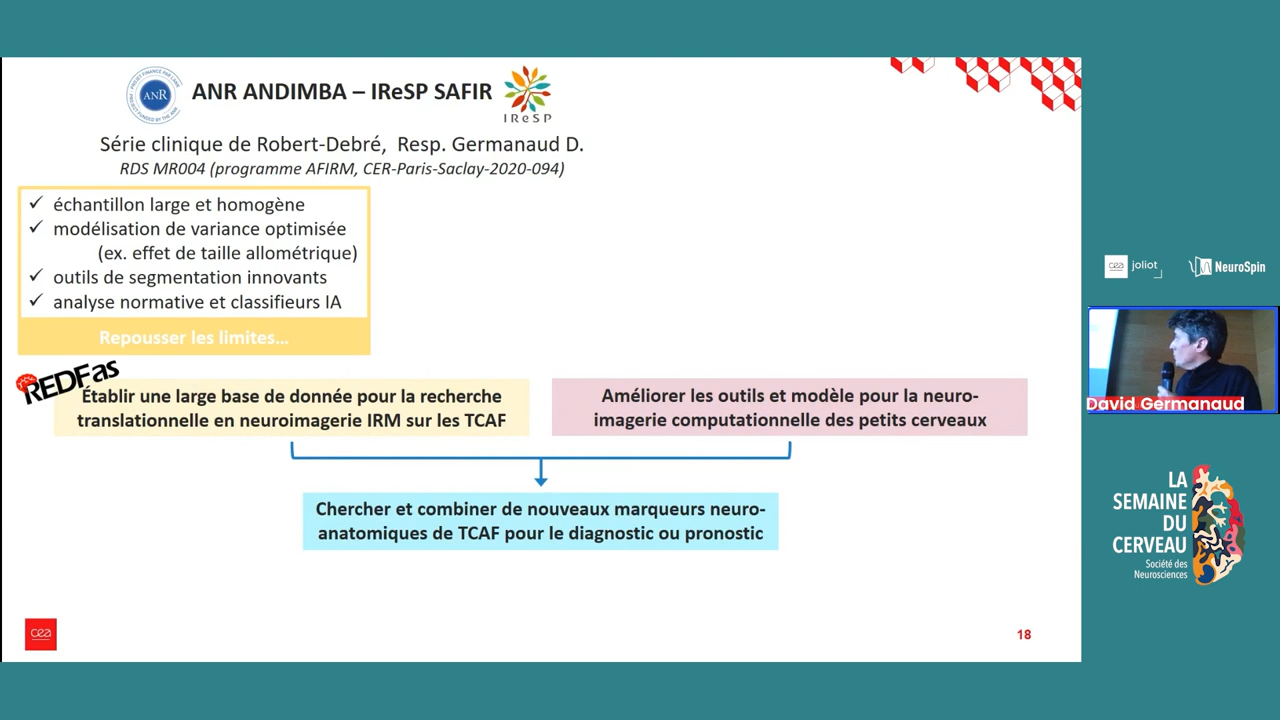 ANR
ANR ANDIMBA – IReSP SAFIR
IReSP
Série clinique de Robert-Debré, Resp. Germanaud D.
RDS MR004 (programme AFIRM, CER-Paris-Saclay-2020-094)
✓ échantillon large et homogène
✓ modélisation de variance optimisée
(ex. effet de taille allométrique)
✓ outils de segmentation innovants
✓ analyse normative et classifieurs IA
Repousser les limites…
REDFas
Établir une large base de donnée pour la recherche
translationnelle en neuroimagerie IRM sur les TCAF
Améliorer les outils et modèle pour la neuro-
imagerie computationnelle des petits cerveaux
Chercher et combiner de nouveaux marqueurs neuro-
anatomiques de TCAF pour le diagnostic ou pronostic
cea
18
cea joliot
NeuroSpin
David Germanaud
LA
SEMAINE
DU
CERVEAU
Société des
Neurosciences